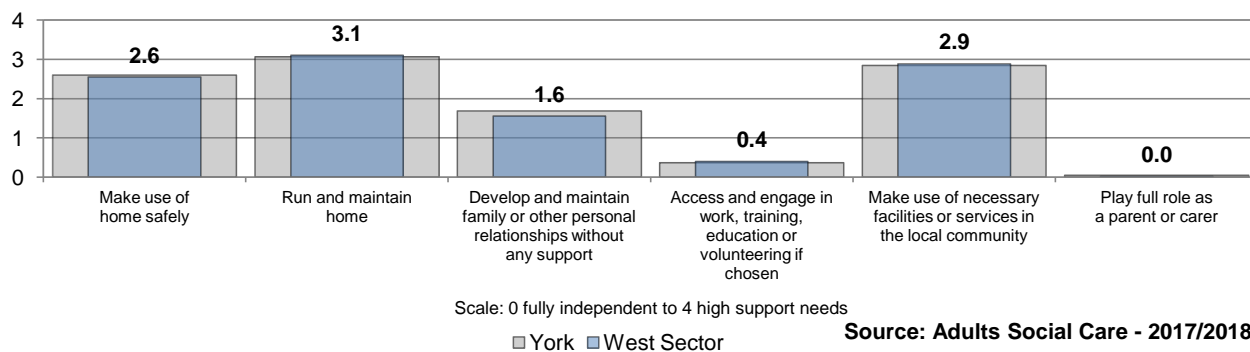 4
3
2
1
0
2.6
3.1
1.6
0.4
2.9
0.0
Make use of
home safely
Run and maintain
home
Develop and maintain
family or other personal
relationships without
any support
Access and engage in
work, training,
education or
volunteering if
chosen
Make use of necessary
facilities or services in
the local community
Play full role as
a parent or carer
Scale: 0 fully independent to 4 high support needs
York West Sector
Source: Adults Social Care - 2017/2018